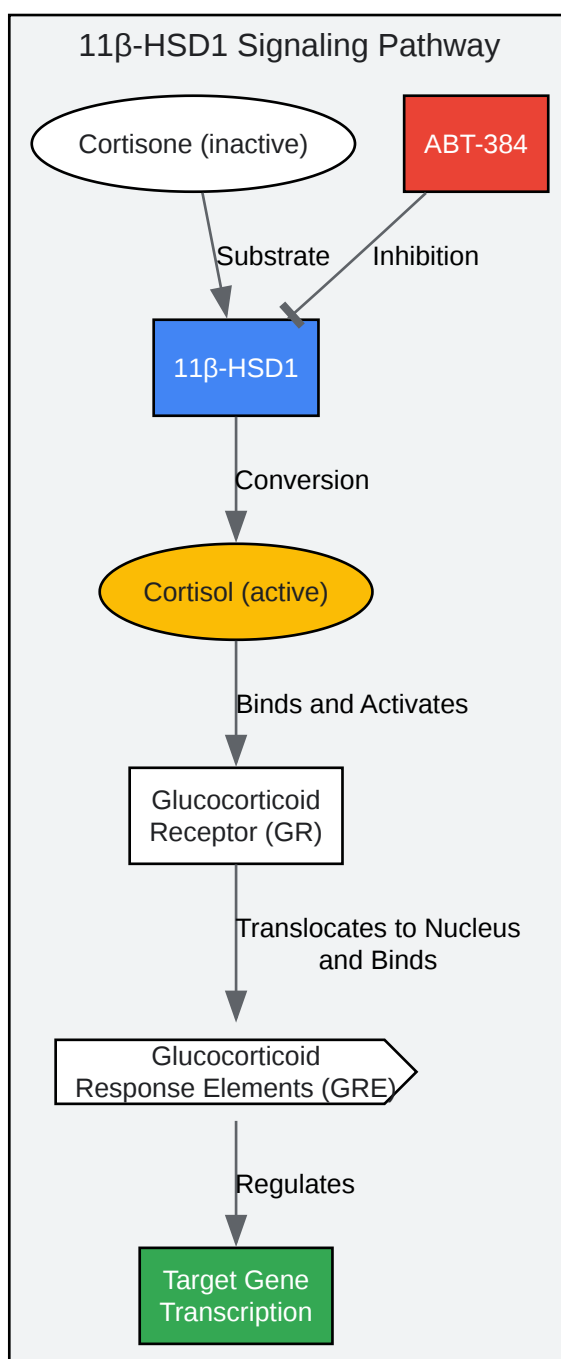 11β-HSD1 Signaling Pathway
Cortisone (inactive)
ABT-384
Substrate
Inhibition
11β-HSD1
Conversion
Cortisol (active)
Binds and Activates
Glucocorticoid
Receptor (GR)
Translocates to Nucleus
and Binds
Glucocorticoid
Response Elements (GRE)
Regulates
Target Gene
Transcription